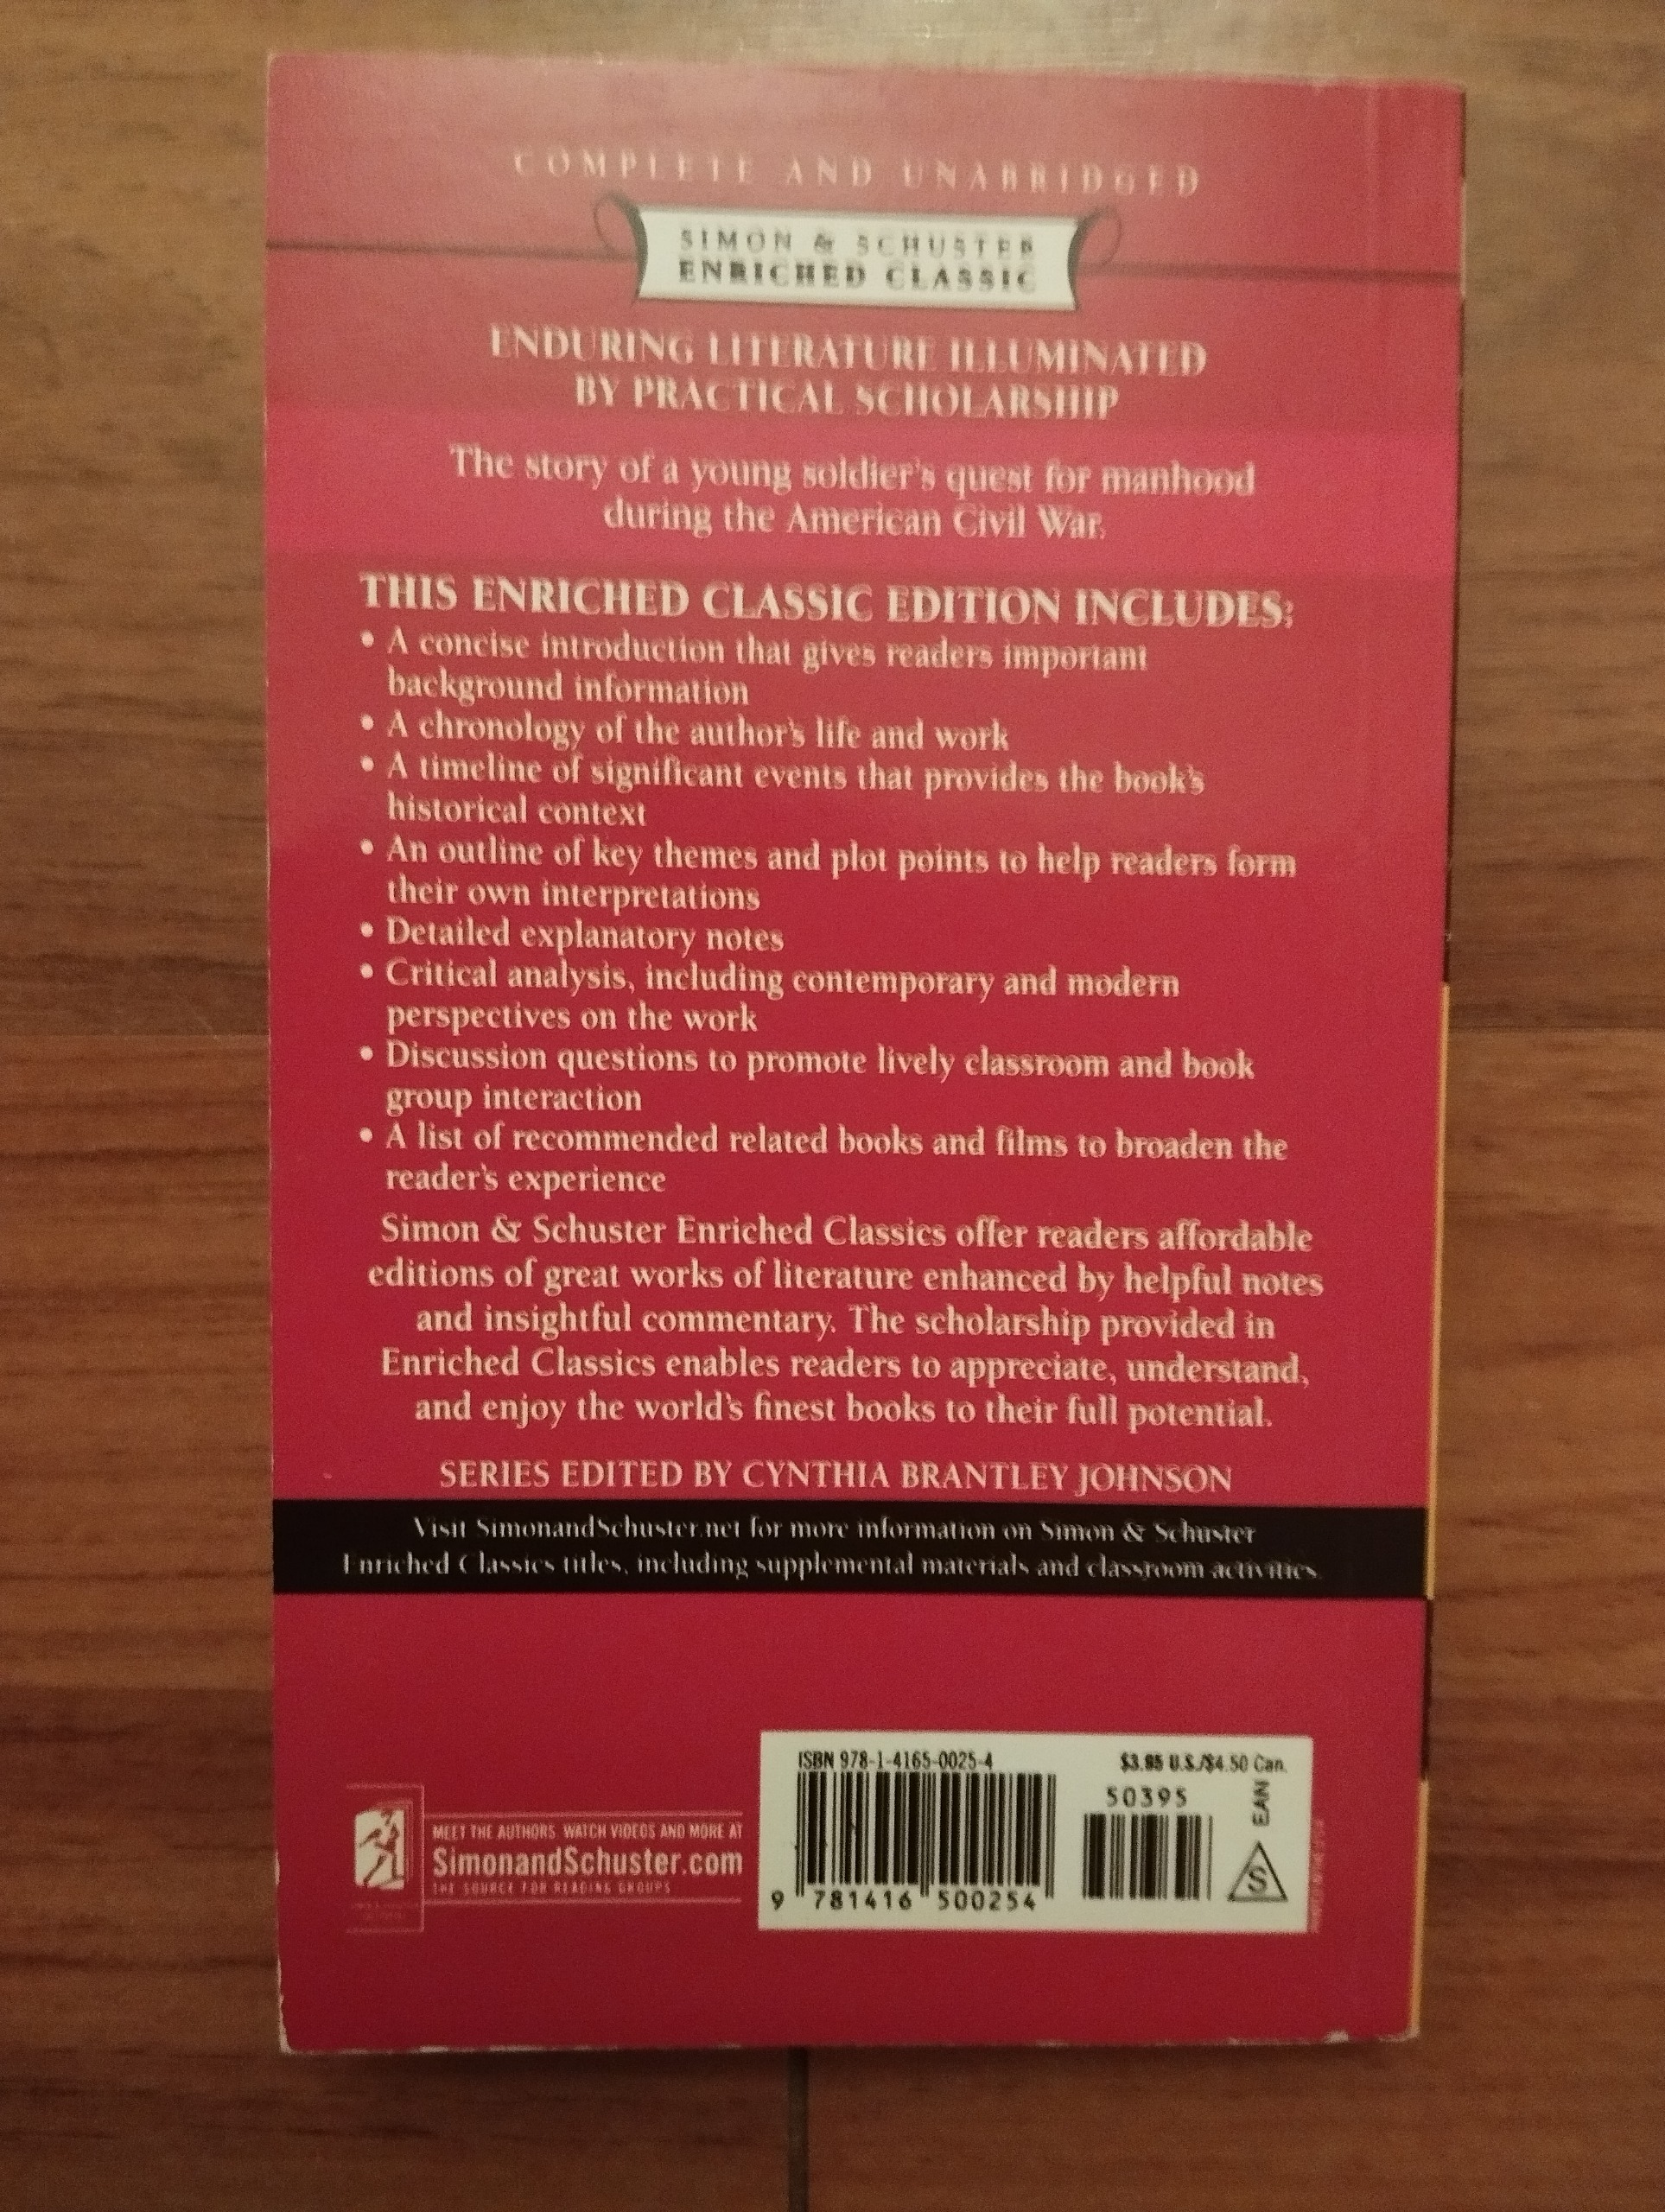 COMPLETE AND UNABRIDGED
SIMON & SCHUSTER
ENRICHED CLASSIC
ENDURING LITERATURE ILLUMINATED
BY PRACTICAL SCHOLARSHIP
The story of a young soldier's quest for manhood
during the American Civil War.
THIS ENRICHED CLASSIC EDITION INCLUDES:
• A concise introduction that gives readers important
background information
• A chronology of the author's life and work
• A timeline of significant events that provides the book's
historical context
• An outline of key themes and plot points to help readers form
their own interpretations
• Detailed explanatory notes
• Critical analysis, including contemporary and modern
perspectives on the work
• Discussion questions to promote lively classroom and book
group interaction
• A list of recommended related books and films to broaden the
reader's experience
Simon & Schuster Enriched Classics offer readers affordable
editions of great works of literature enhanced by helpful notes
and insightful commentary. The scholarship provided in
Enriched Classics enables readers to appreciate, understand,
and enjoy the world's finest books to their full potential.
SERIES EDITED BY CYNTHIA BRANTLEY JOHNSON
Visit SimonandSchuster.net for more information on Simon & Schuster
Enriched Classics titles, including supplemental materials and classroom activities.
MEET THE AUTHORS, WATCH VIDEOS AND MORE AT
SimonandSchuster.com
THE SOURCE FOR READING GROUPS
ISBN 978-1-4165-0025-4
$3.95 U.S./$4.50 Can.
50395
EAN
S
9 781416 500254